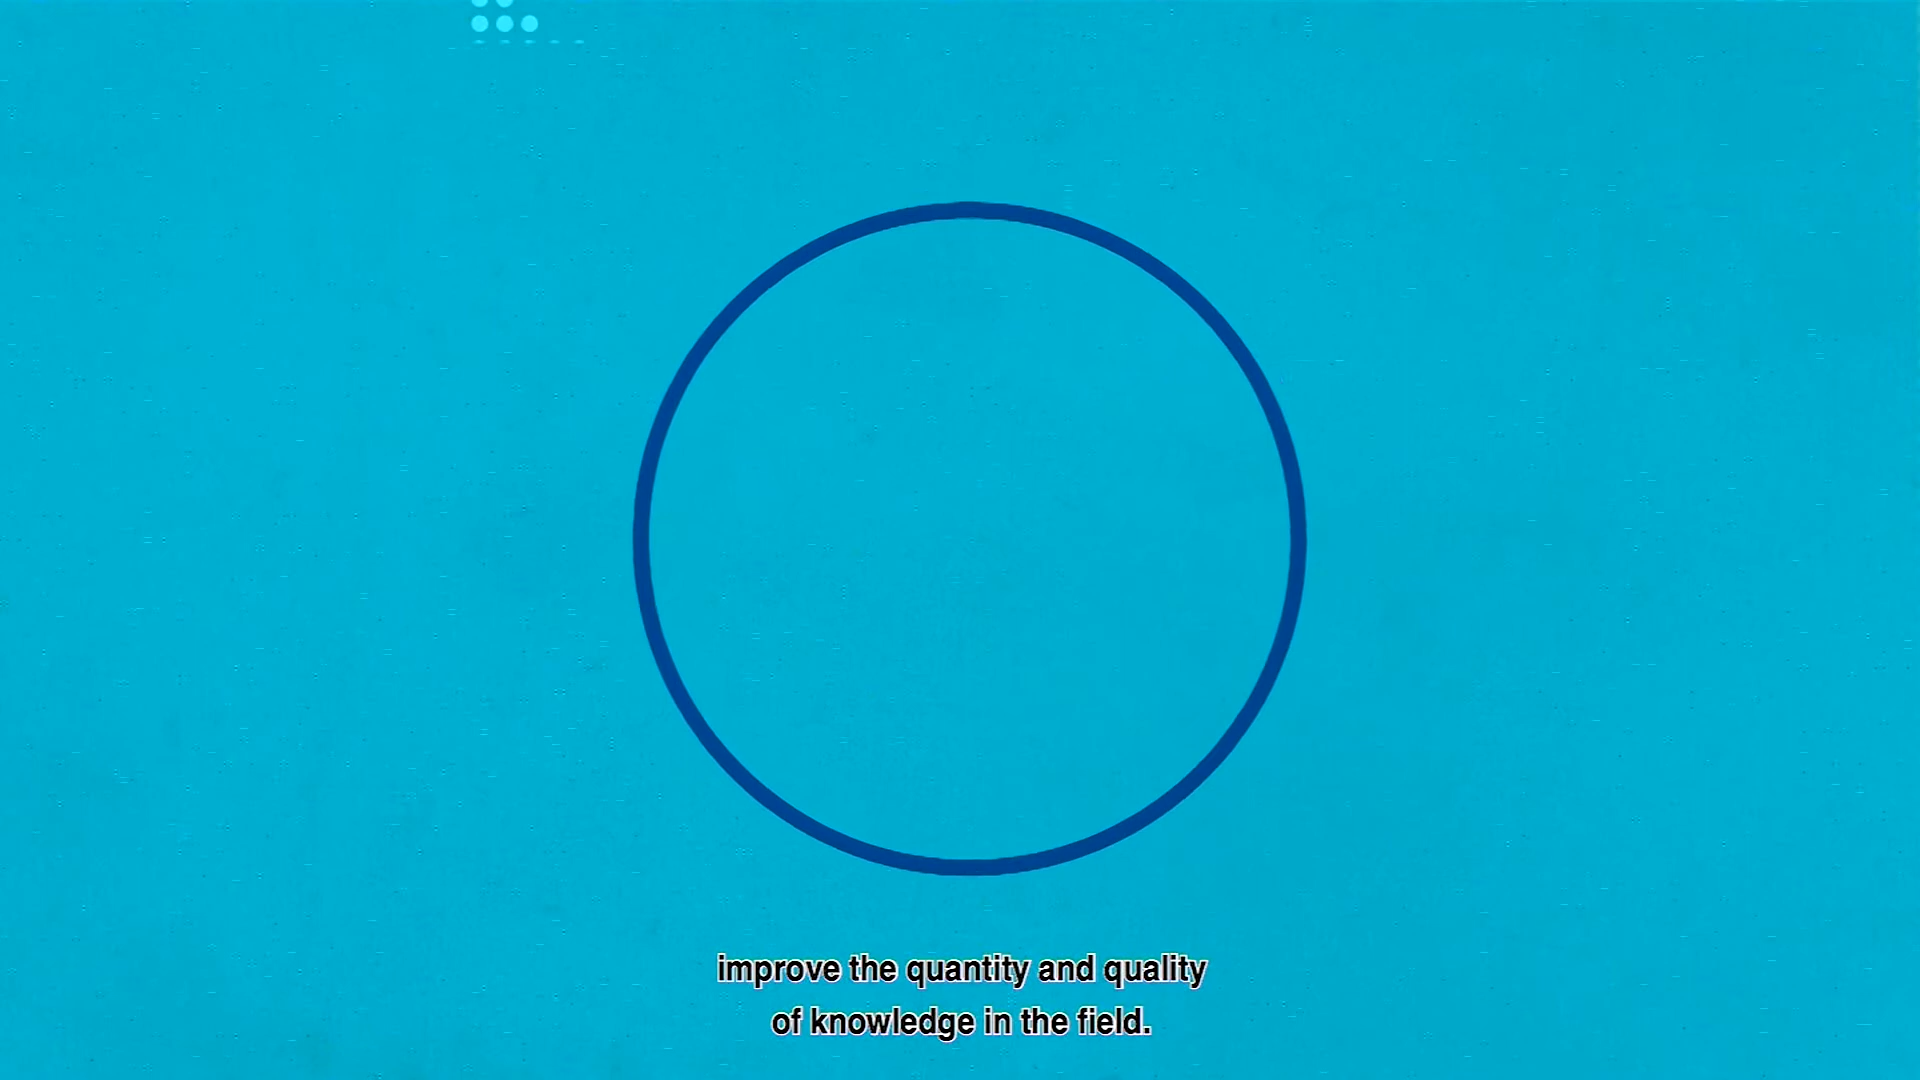 improve the quantity and quality
of knowledge in the field.